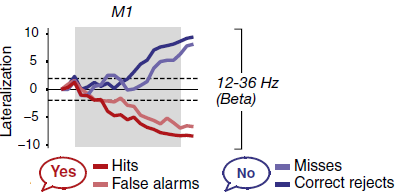 M1
Lateralization
10
5
0
−5
−10
12-36 Hz
(Beta)
Yes
Hits
False alarms
No
Misses
Correct rejects